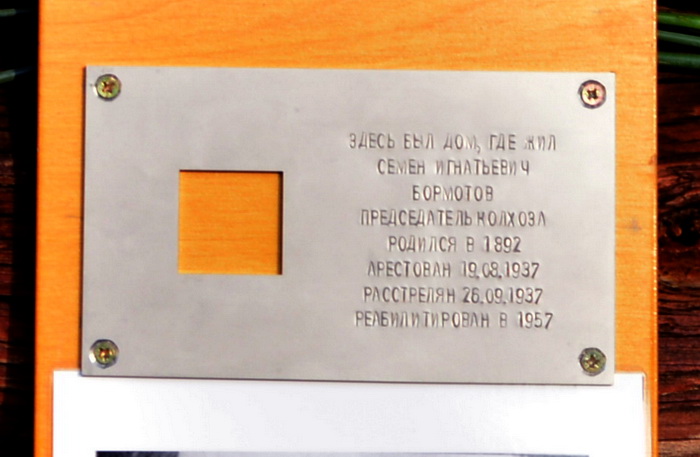 ЗДЕСЬ БЫЛ ДОМ, ГДЕ ЖИЛ
СЕМЕН ИГНАТЬЕВИЧ
БОРМОТОВ
ПРЕДСЕДАТЕЛЬ КОЛХОЗА
РОДИЛСЯ В 1892
АРЕСТОВАН 19.08.1937
РАССТРЕЛЯН 26.09.1937
РЕАБИЛИТИРОВАН В 1957